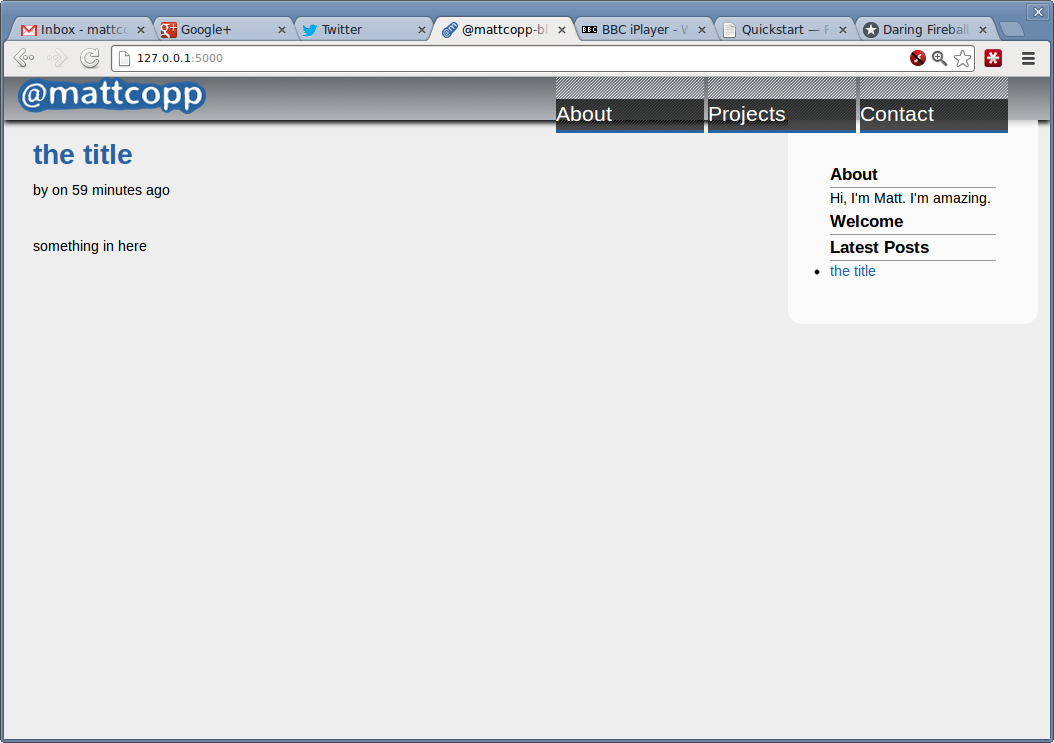 Inbox - mattc
Google+
Twitter
@mattcopp-bl
BBC iPlayer -
Quickstart —
Daring Fireball
127.0.0.1:5000
@mattcopp
About
Projects
Contact
the title
by on 59 minutes ago
something in here
About
Hi, I'm Matt. I'm amazing.
Welcome
Latest Posts
the title